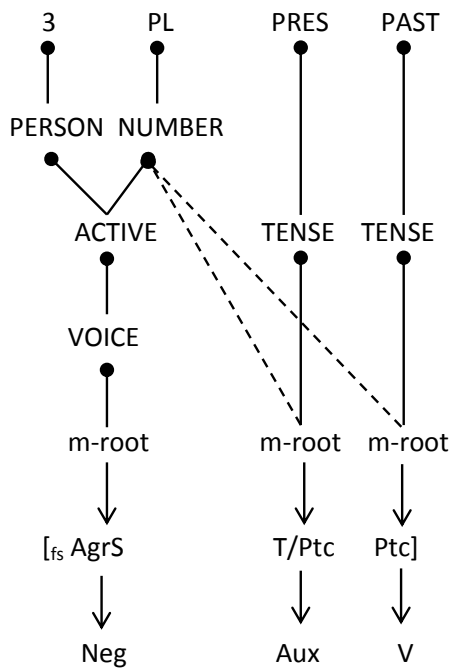 3 PL PRES PAST
PERSON NUMBER
ACTIVE TENSE TENSE
VOICE
m-root m-root m-root
[fs AgrS T/Ptc Ptc]
Neg Aux V